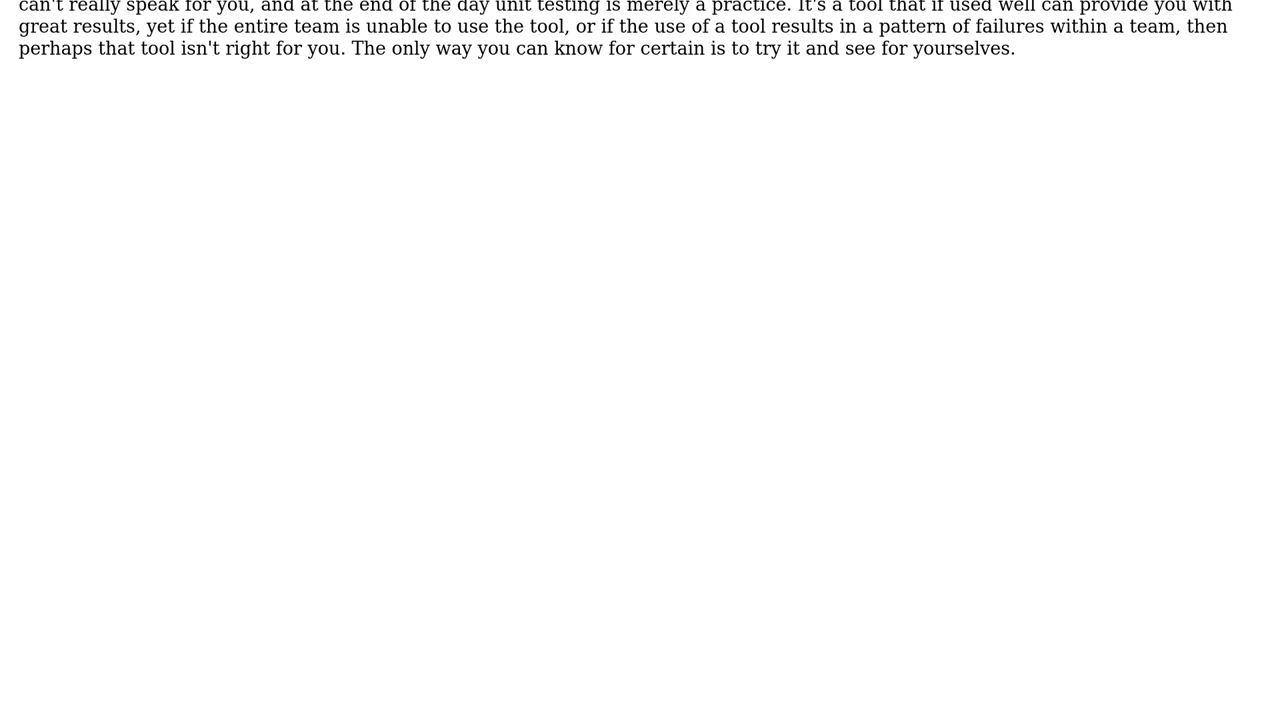 can't really speak for you, and at the end of the day unit testing is merely a practice. It's a tool that if used well can provide you with
great results, yet if the entire team is unable to use the tool, or if the use of a tool results in a pattern of failures within a team, then
perhaps that tool isn't right for you. The only way you can know for certain is to try it and see for yourselves.